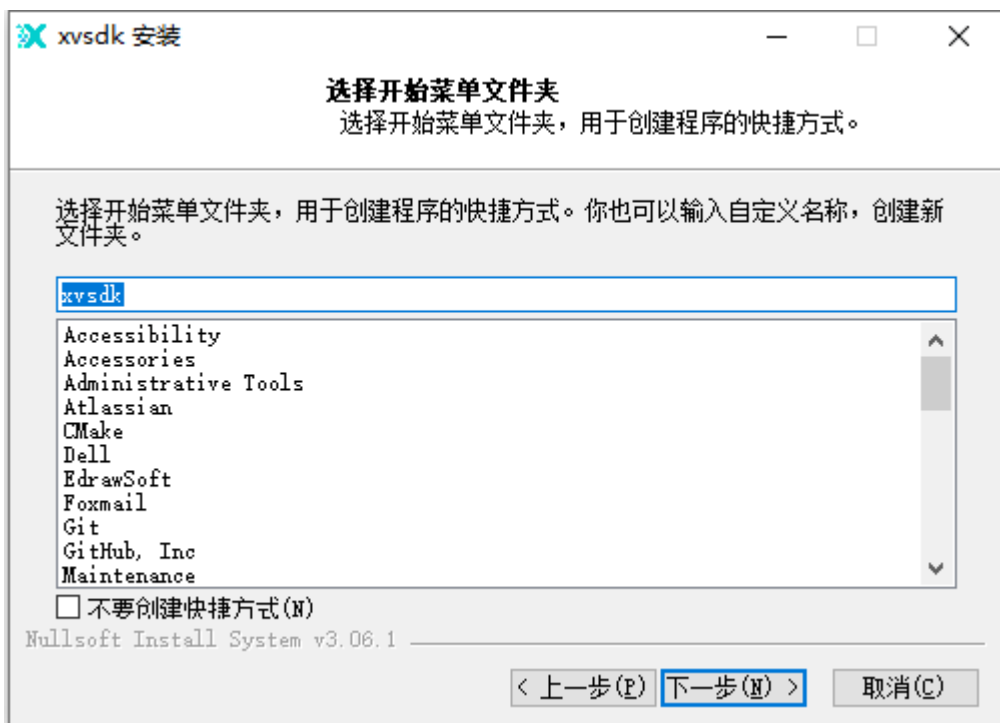 xvsdk 安装
选择开始菜单文件夹
选择开始菜单文件夹，用于创建程序的快捷方式。
选择开始菜单文件夹，用于创建程序的快捷方式。你也可以输入自定义名称，创建新
文件夹。
xvsdk
Accessibility
Accessories
Administrative Tools
Atlassian
CMake
Dell
EdrawSoft
Foxmail
Git
GitHub, Inc
Maintenance
不要创建快捷方式(N)
Nullsoft Install System v3.06.1
< 上一步(P) 下一步(N) > 取消(C)